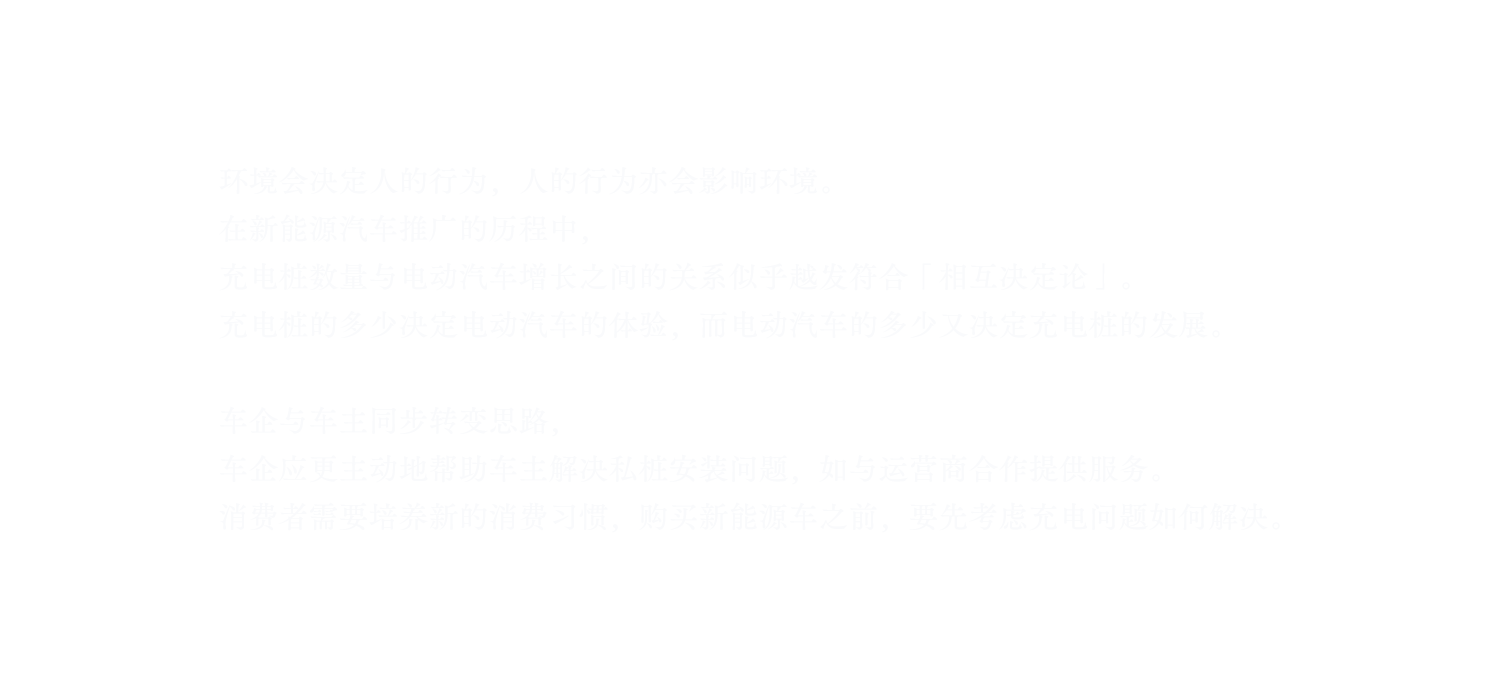 环境会决定人的行为，人的行为亦会影响环境。
在新能源汽车推广的历程中，
充电桩数量与电动汽车增长之间的关系似乎越发符合「相互决定论」。
充电桩的多少决定电动汽车的体验，而电动汽车的多少又决定充电桩的发展。
车企与车主同步转变思路，
车企应更主动地帮助车主解决私桩安装问题，如与运营商合作提供服务。
消费者需要培养新的消费习惯，购买新能源车之前，要先考虑充电问题如何解决。